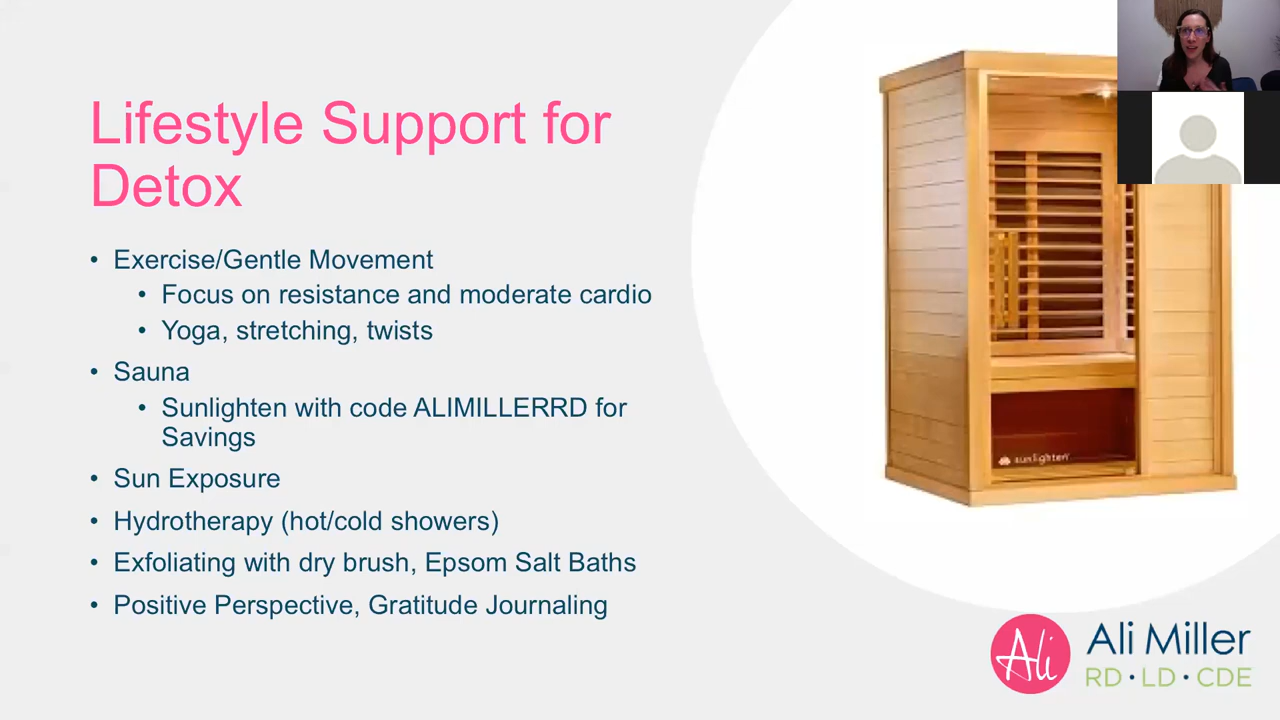 Lifestyle Support for
Detox
• Exercise/Gentle Movement
• Focus on resistance and moderate cardio
• Yoga, stretching, twists
• Sauna
• Sunlighten with code ALIMILLERRD for
Savings
• Sun Exposure
• Hydrotherapy (hot/cold showers)
• Exfoliating with dry brush, Epsom Salt Baths
• Positive Perspective, Gratitude Journaling
sunlighten
Ali
Ali Miller
RD • LD • CDE